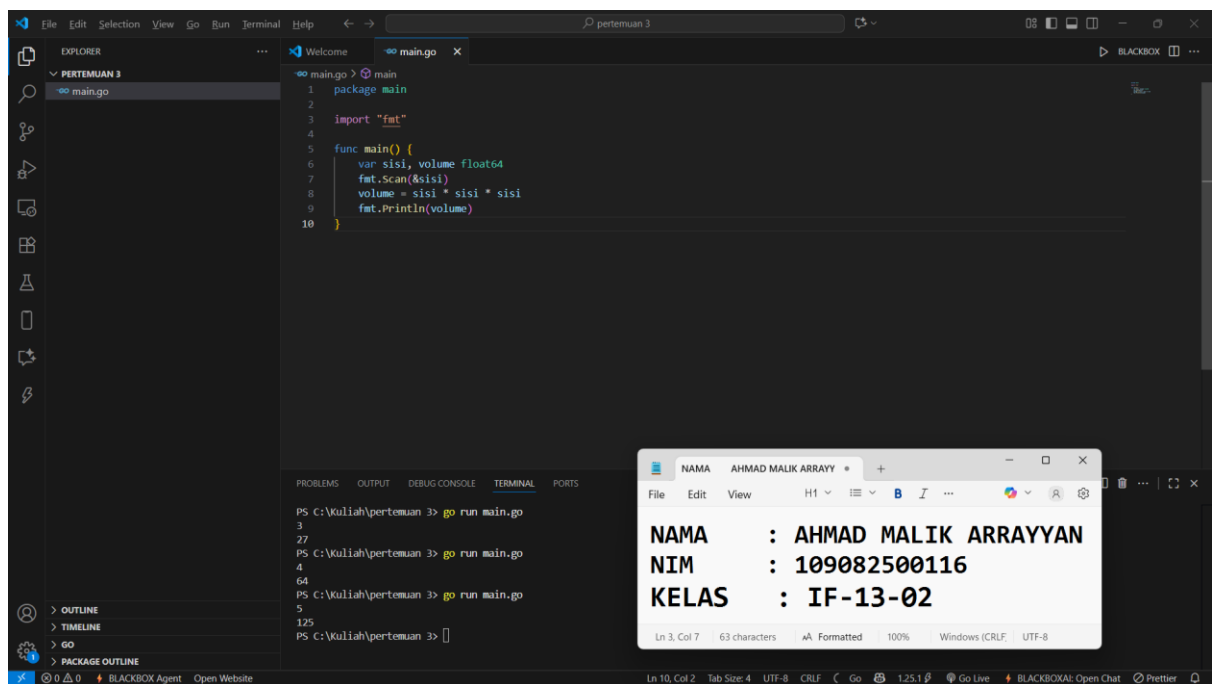 File Edit Selection View Go Run Terminal Help
pertemuan 3
EXPLORER
PERTEMUAN 3
main.go
Welcome main.go
BLACKBOX
main.go > main
1 package main
2
3 import "fmt"
4
5 func main() {
6 var sisi, volume float64
7 fmt.Scan(&sisi)
8 volume = sisi * sisi * sisi
9 fmt.Println(volume)
10 }
PROBLEMS OUTPUT DEBUG CONSOLE TERMINAL PORTS
PS C:\Kuliah\pertemuan 3> go run main.go
3
27
PS C:\Kuliah\pertemuan 3> go run main.go
4
64
PS C:\Kuliah\pertemuan 3> go run main.go
5
125
PS C:\Kuliah\pertemuan 3>
NAMA AHMAD MALIK ARRAYY
File Edit View H1 B I
NAMA : AHMAD MALIK ARRAYYAN
NIM : 109082500116
KELAS : IF-13-02
Ln 3, Col 7 63 characters Formatted 100% Windows (CRLF) UTF-8
OUTLINE
TIMELINE
GO
PACKAGE OUTLINE
1
0 0 BLACKBOX Agent Open Website
Ln 10, Col 2 Tab Size: 4 UTF-8 CRLF Go 1.25.1 Go Live BLACKBOXAI: Open Chat Prettier